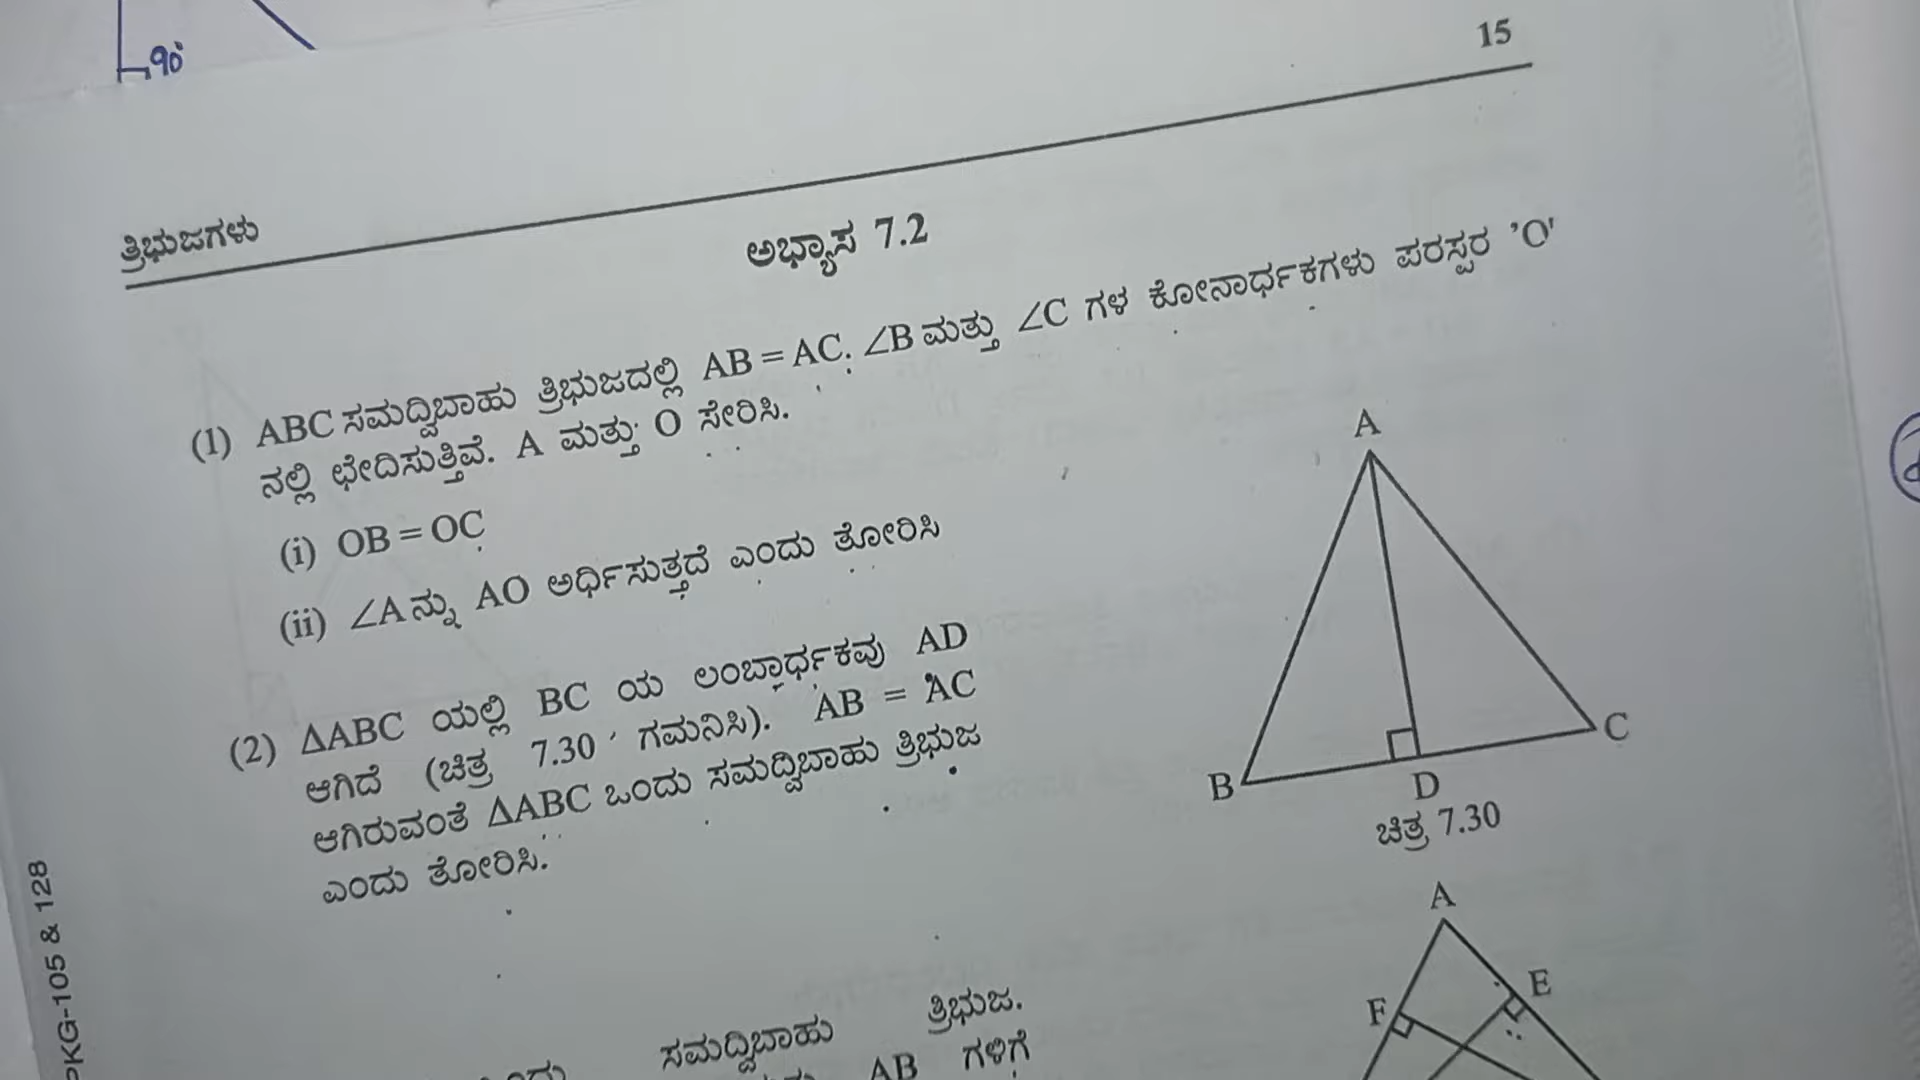 90°
15
ತ್ರಿಭುಜಗಳು
ಅಭ್ಯಾಸ 7.2
(1) ABC ಸಮದ್ವಿಬಾಹು ತ್ರಿಭುಜದಲ್ಲಿ AB = AC. ∠B ಮತ್ತು ∠C ಗಳ ಕೋನಾರ್ಧಕಗಳು ಪರಸ್ಪರ 'O'
ನಲ್ಲಿ ಛೇದಿಸುತ್ತಿವೆ. A ಮತ್ತು O ಸೇರಿಸಿ.
(i) OB = OC
(ii) ∠A ನ್ನು AO ಅರ್ಧಿಸುತ್ತದೆ ಎಂದು ತೋರಿಸಿ
(2) ΔABC ಯಲ್ಲಿ BC ಯ ಲಂಬಾರ್ಧಕವು AD
ಆಗಿದೆ (ಚಿತ್ರ 7.30 ಗಮನಿಸಿ). AB = AC
ಆಗಿರುವಂತೆ ΔABC ಒಂದು ಸಮದ್ವಿಬಾಹು ತ್ರಿಭುಜ
ಎಂದು ತೋರಿಸಿ.
A
B
D
C
ಚಿತ್ರ 7.30
A
F
E
ಸಮದ್ವಿಬಾಹು ತ್ರಿಭುಜ.
AB ಗಳಿಗೆ
PKG-105 & 128